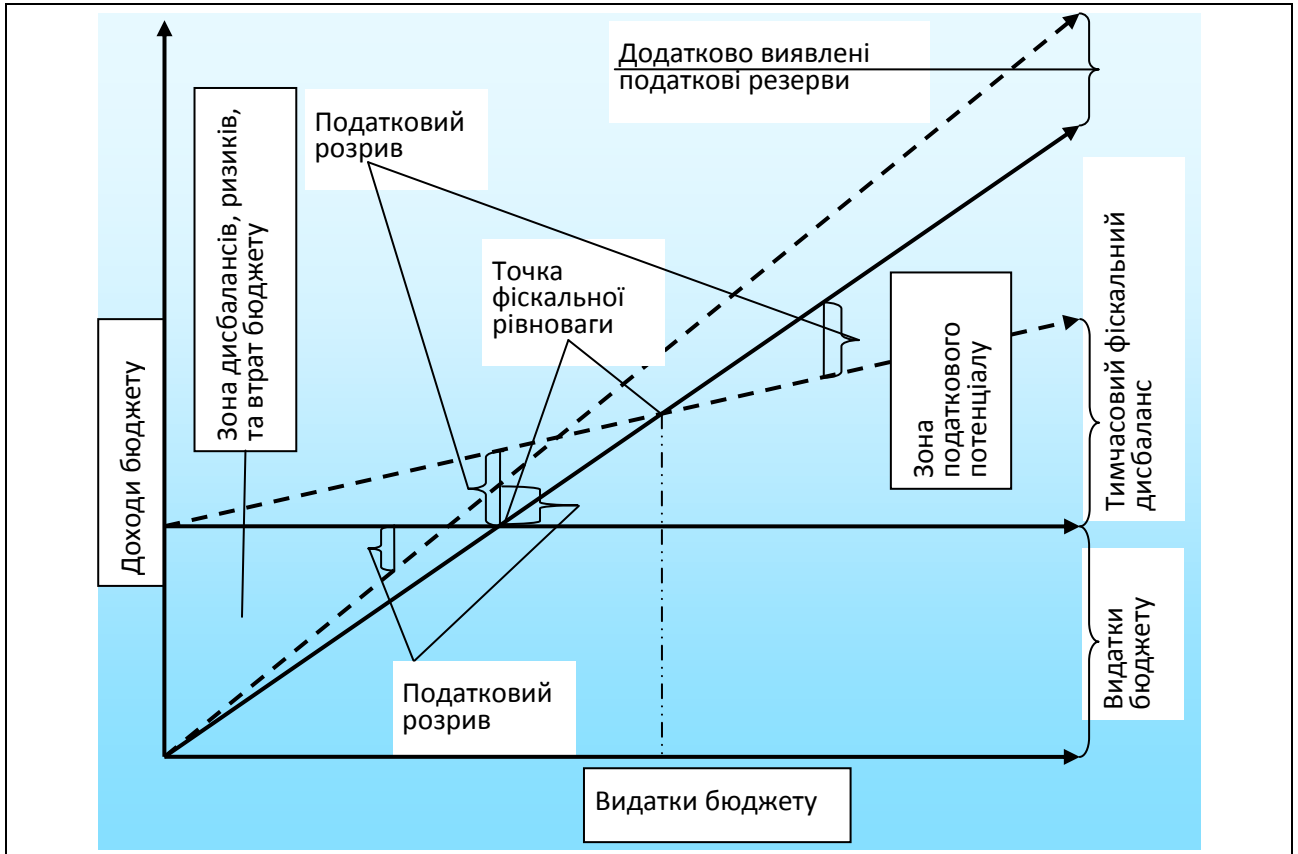 Додатково виявлені
податкові резерви
Податковий
розрив
Зона дисбалансів, ризиків,
та втрат бюджету
Точка
фіскальної
рівноваги
Зона
податкового
потенціалу
Тимчасовий фіскальний
дисбаланс
Доходи бюджету
Видатки
бюджету
Податковий
розрив
Видатки бюджету